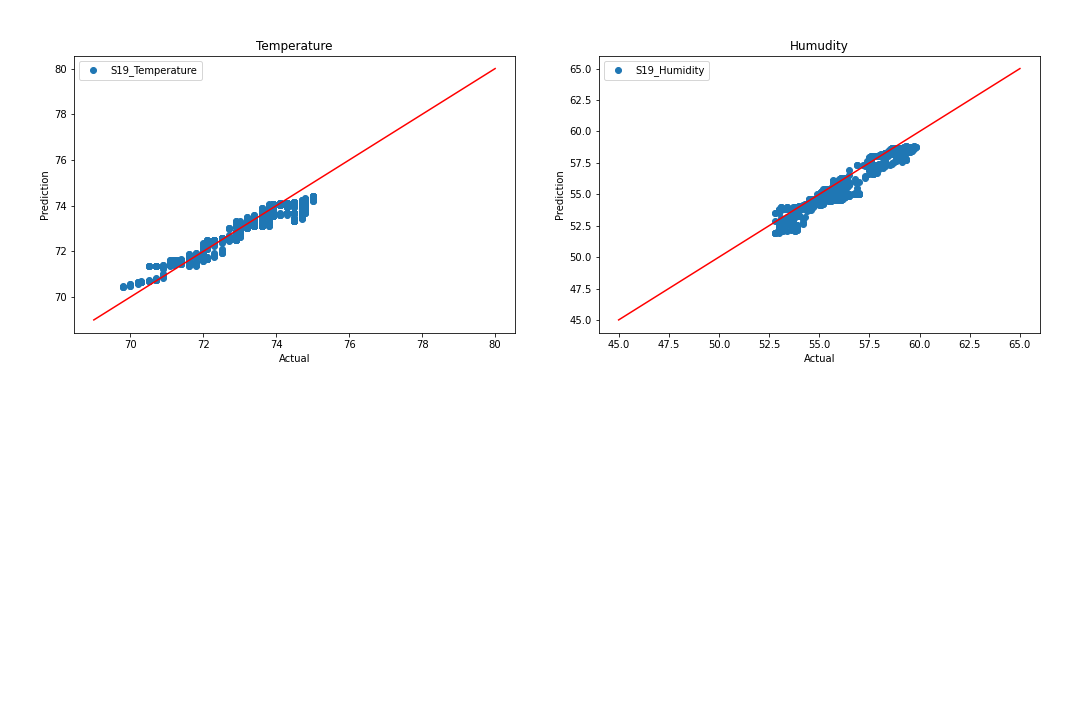 Temperature
S19_Temperature
80
78
76
74
72
70
Prediction
70 72 74 76 78 80
Actual
Humudity
S19_Humidity
65.0
62.5
60.0
57.5
55.0
52.5
50.0
47.5
45.0
Prediction
45.0 47.5 50.0 52.5 55.0 57.5 60.0 62.5 65.0
Actual